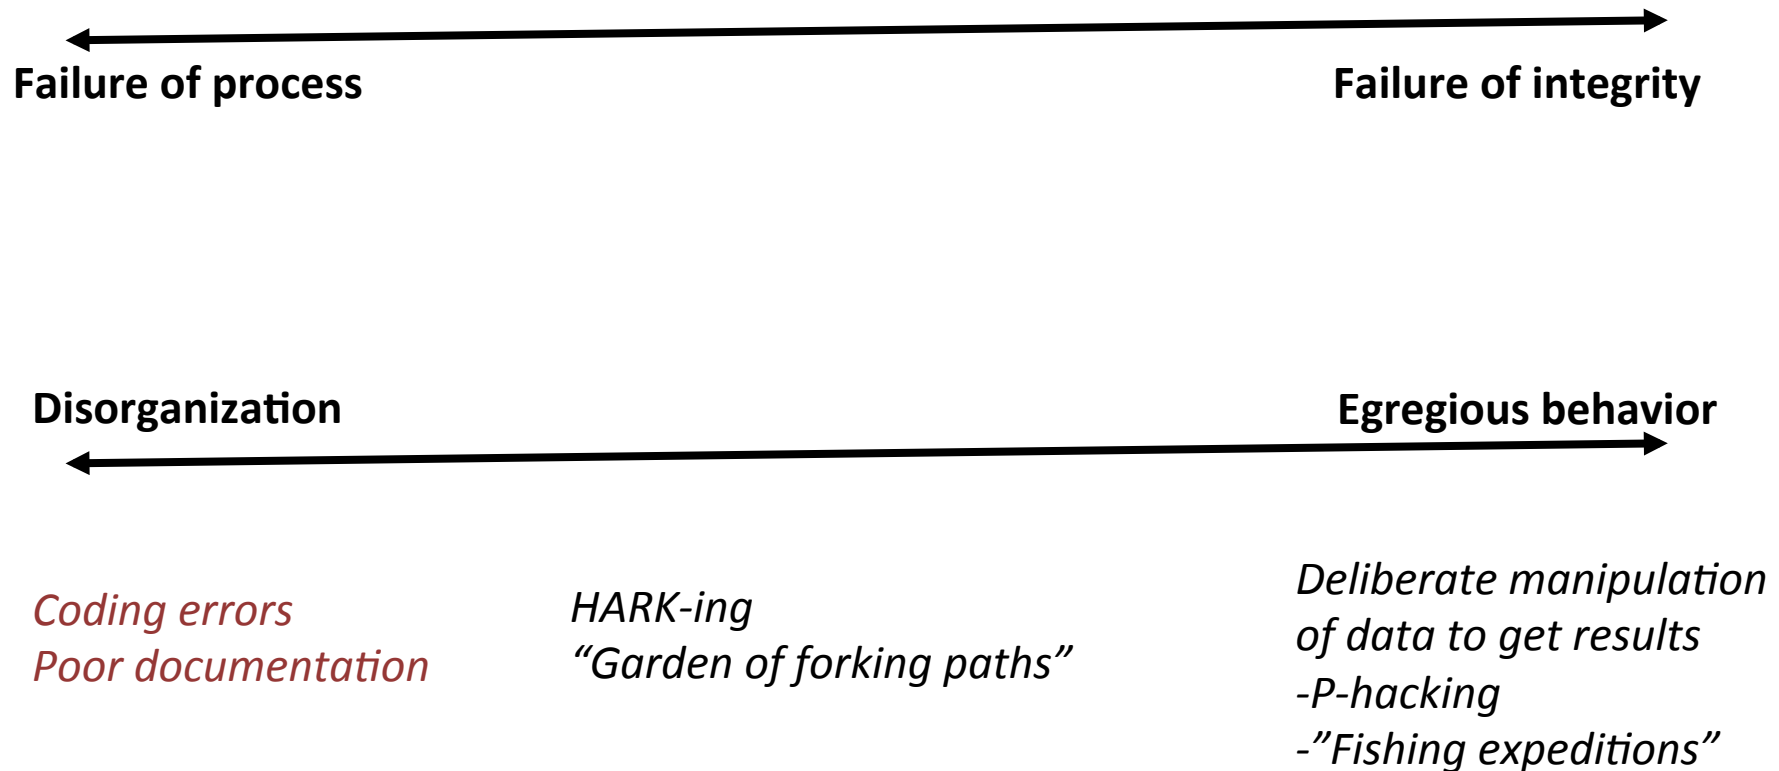 Failure of process
Failure of integrity
Disorganization
Egregious behavior
Coding errors
Poor documentation
HARK-ing
“Garden of forking paths”
Deliberate manipulation
of data to get results
-P-hacking
-”Fishing expeditions”